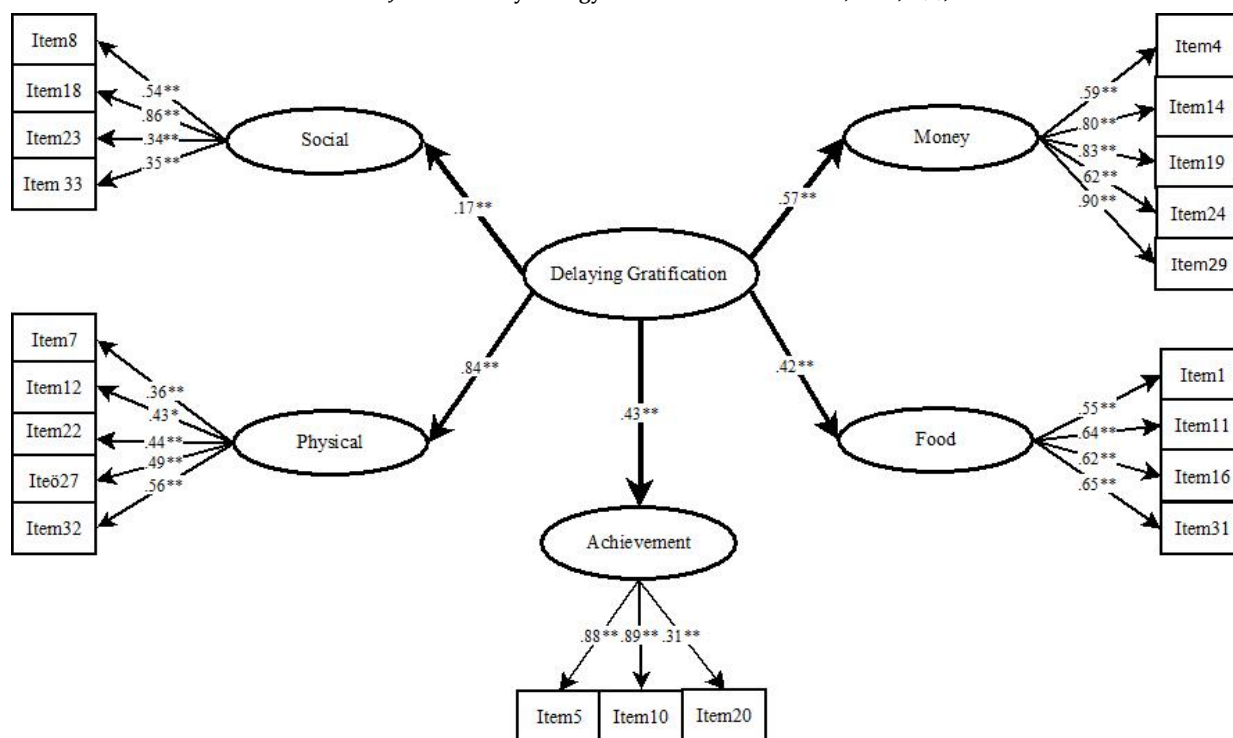 Item8
Item18
Item23
Item 33
.54**
.86**
.34**
.35**
Social
.17**
Item4
Item14
Item19
Item24
Item29
.59**
.80**
.83**
.62**
.90**
Money
.57**
Delaying Gratification
Item7
Item12
Item22
Iteö27
Item32
.36**
.43*
.44**
.49**
.56**
Physical
.84**
.43**
.42**
Food
.55**
.64**
.62**
.65**
Item1
Item11
Item16
Item31
Achievement
.88** .89** .31**
Item5 Item10 Item20